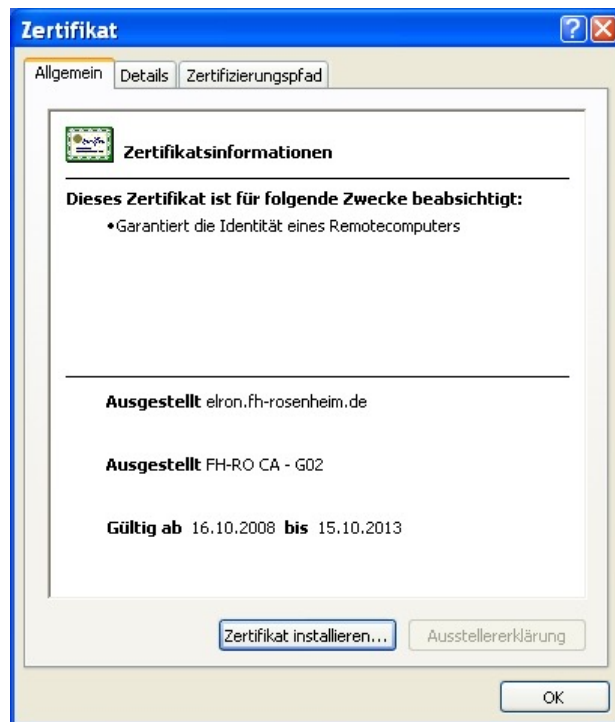 Zertifikat
Allgemein Details Zertifizierungspfad
Zertifikatsinformationen
Dieses Zertifikat ist für folgende Zwecke beabsichtigt:
•Garantiert die Identität eines Remotecomputers
Ausgestellt elron.fh-rosenheim.de
Ausgestellt FH-RO CA - G02
Gültig ab 16.10.2008 bis 15.10.2013
Zertifikat installieren... Ausstellererklärung
OK